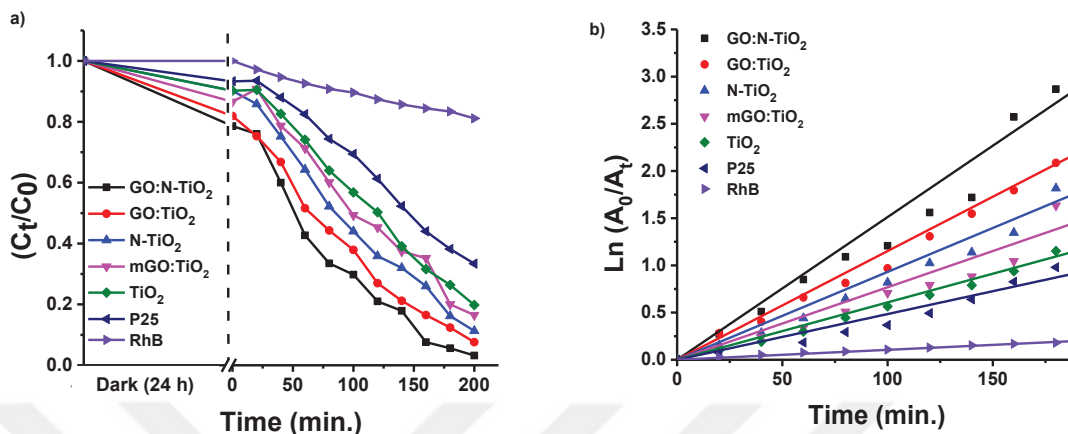 a)
(Ct/C0)
1.0
0.8
0.6
0.4
0.2
0.0
GO:N-TiO2
GO:TiO2
N-TiO2
mGO:TiO2
TiO2
P25
RhB
Dark (24 h)
0 50 100 150 200
Time (min.)
b)
Ln (A0/At)
3.0
2.5
2.0
1.5
1.0
0.5
0.0
GO:N-TiO2
GO:TiO2
N-TiO2
mGO:TiO2
TiO2
P25
RhB
0 50 100 150
Time (min.)